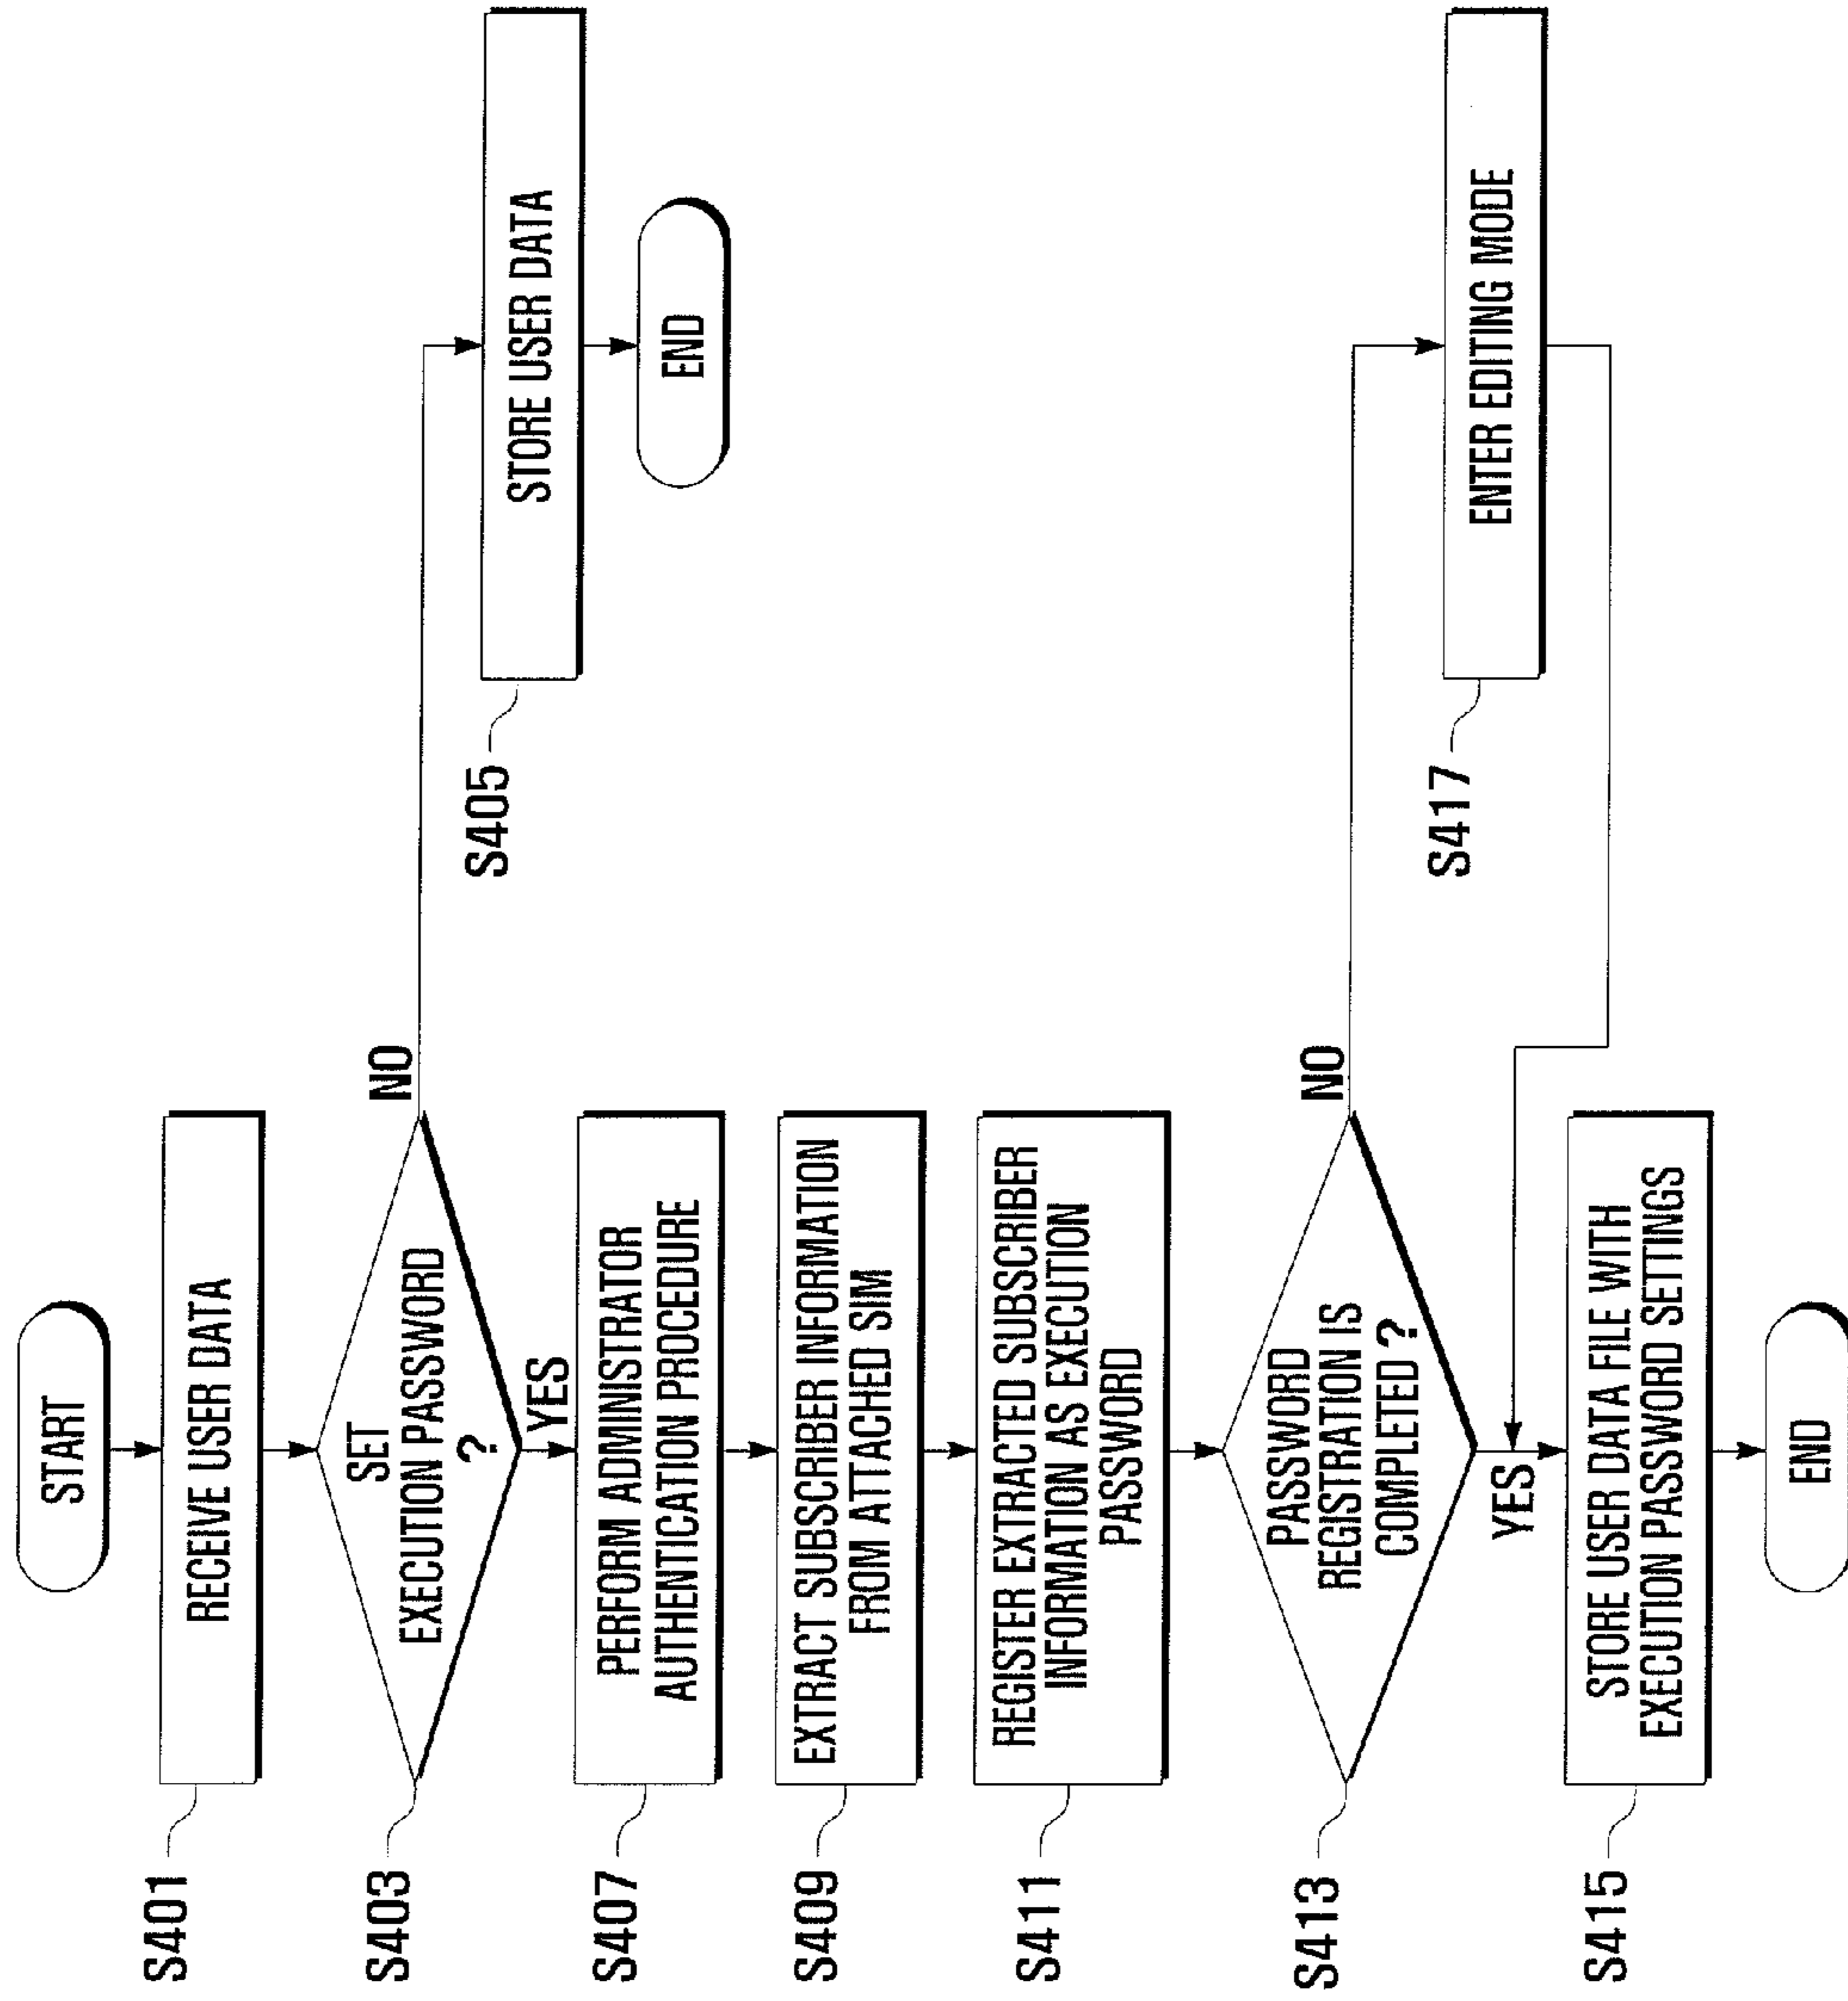 START
S401
RECEIVE USER DATA
S403
SET
EXECUTION PASSWORD
?
NO
YES
S405
STORE USER DATA
END
S407
PERFORM ADMINISTRATOR
AUTHENTICATION PROCEDURE
S409
EXTRACT SUBSCRIBER INFORMATION
FROM ATTACHED SIM
S411
REGISTER EXTRACTED SUBSCRIBER
INFORMATION AS EXECUTION
PASSWORD
S413
PASSWORD
REGISTRATION IS
COMPLETED ?
NO
YES
S417
ENTER EDITING MODE
S415
STORE USER DATA FILE WITH
EXECUTION PASSWORD SETTINGS
END